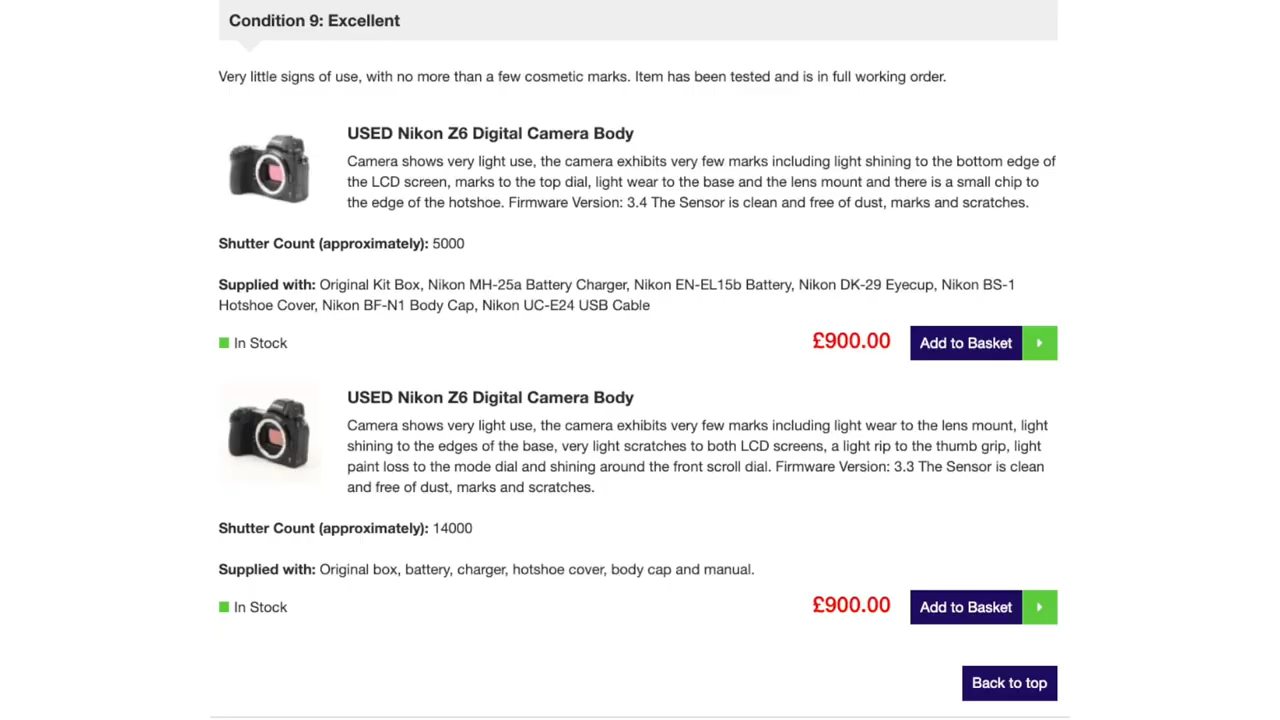 Condition 9: Excellent
Very little signs of use, with no more than a few cosmetic marks. Item has been tested and is in full working order.
USED Nikon Z6 Digital Camera Body
Camera shows very light use, the camera exhibits very few marks including light shining to the bottom edge of
the LCD screen, marks to the top dial, light wear to the base and the lens mount and there is a small chip to
the edge of the hotshoe. Firmware Version: 3.4 The Sensor is clean and free of dust, marks and scratches.
Shutter Count (approximately): 5000
Supplied with: Original Kit Box, Nikon MH-25a Battery Charger, Nikon EN-EL15b Battery, Nikon DK-29 Eyecup, Nikon BS-1
Hotshoe Cover, Nikon BF-N1 Body Cap, Nikon UC-E24 USB Cable
In Stock £900.00 Add to Basket
USED Nikon Z6 Digital Camera Body
Camera shows very light use, the camera exhibits very few marks including light wear to the lens mount, light
shining to the edges of the base, very light scratches to both LCD screens, a light rip to the thumb grip, light
paint loss to the mode dial and shining around the front scroll dial. Firmware Version: 3.3 The Sensor is clean
and free of dust, marks and scratches.
Shutter Count (approximately): 14000
Supplied with: Original box, battery, charger, hotshoe cover, body cap and manual.
In Stock £900.00 Add to Basket
Back to top